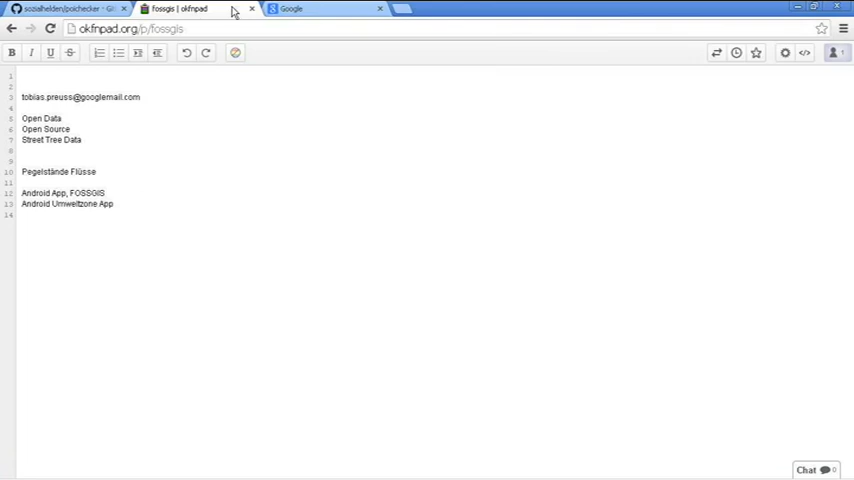 sozialhelden/poichecker · Gi
fossgis | okfnpad
Google
okfnpad.org/p/fossgis
B I U S
1
1
2
3 tobias.preuss@googlemail.com
4
5 Open Data
6 Open Source
7 Street Tree Data
8
9
10 Pegelstände Flüsse
11
12 Android App, FOSSGIS
13 Android Umweltzone App
14
Chat 0